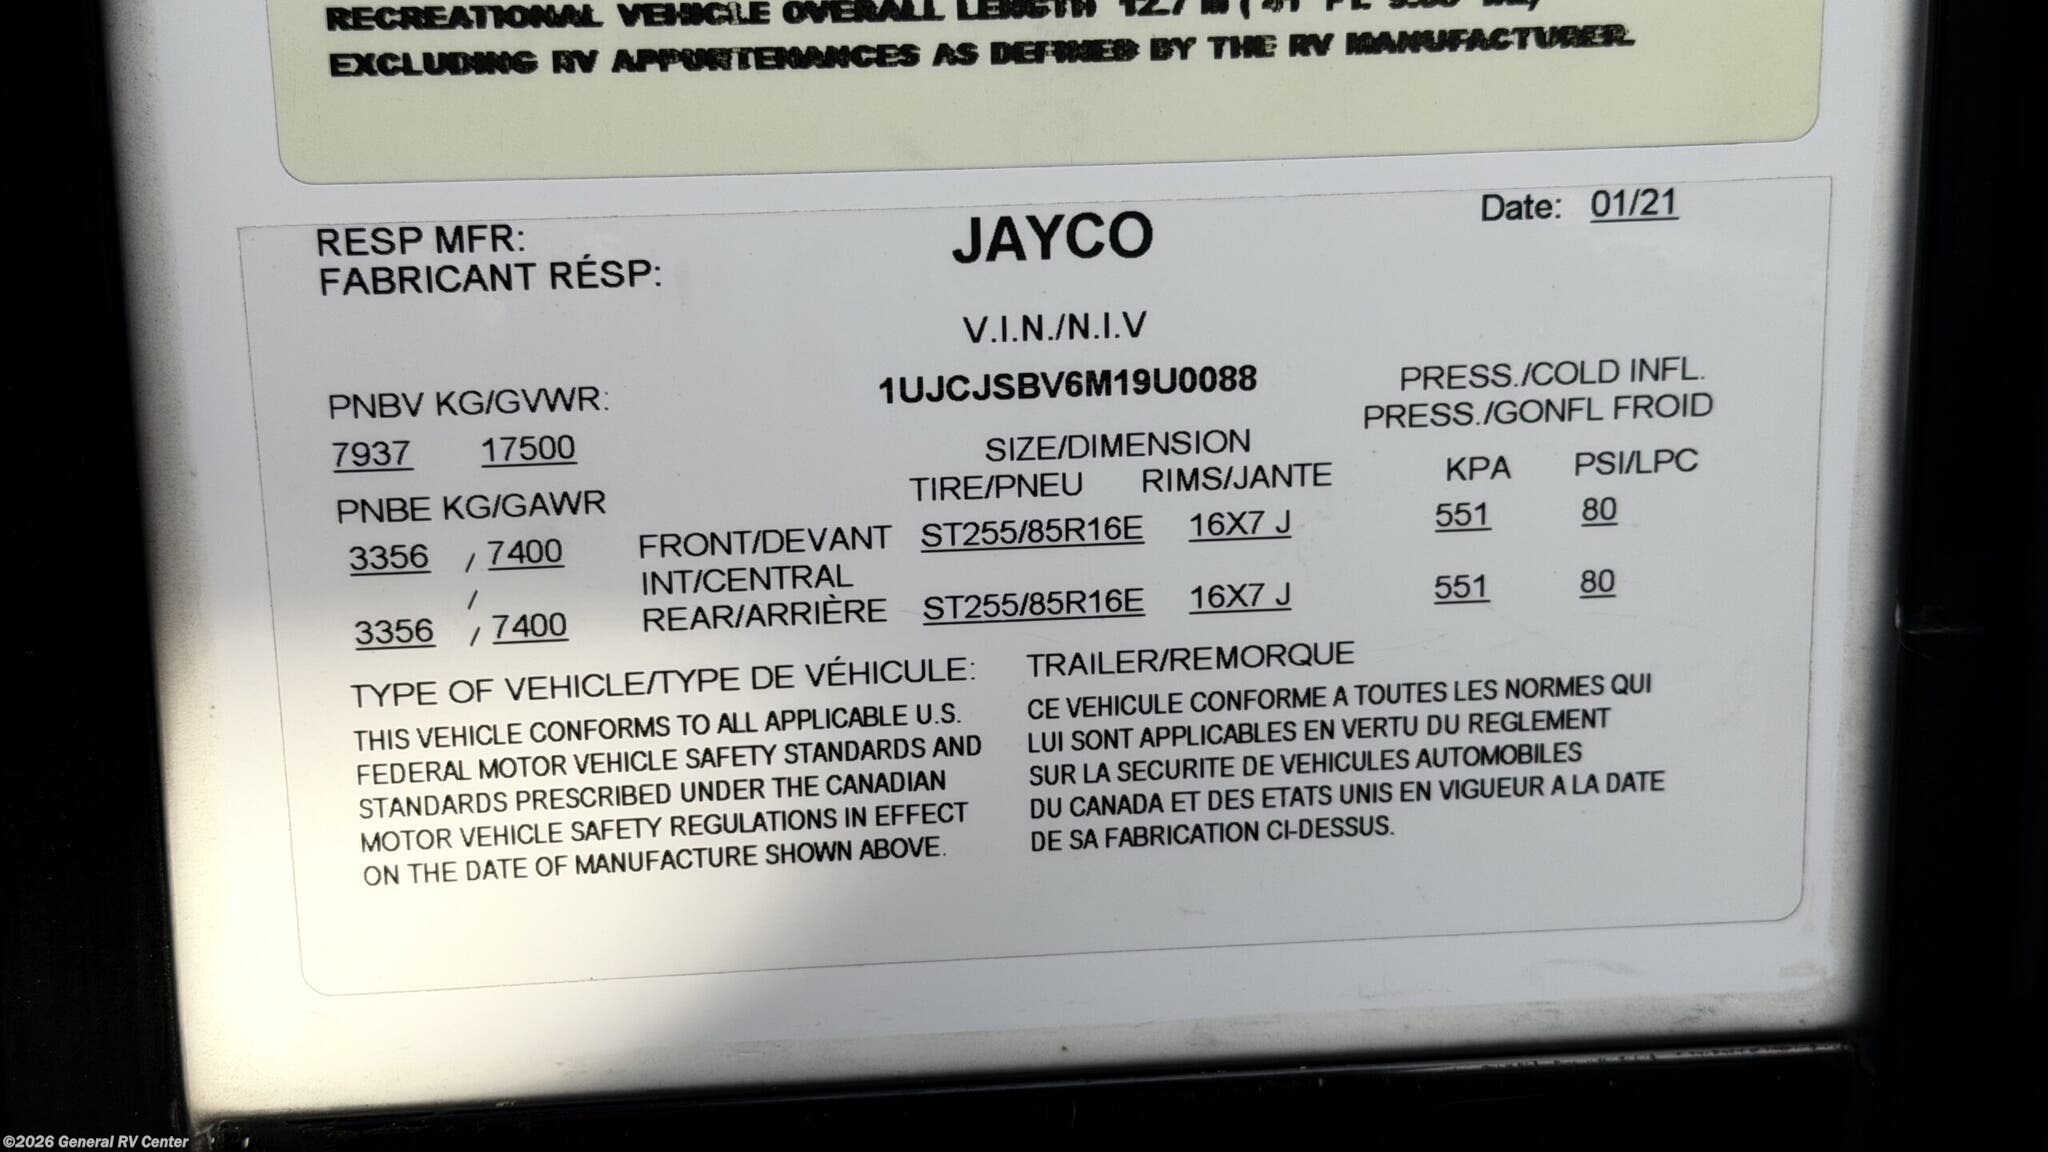 RECREATIONAL VEHICLE OVERALL LENGTH 12.7 M ( 41 FT.
EXCLUDING RV APPURTENANCES AS DEFINED BY THE RV MANUFACTURER.
RESP MFR:
FABRICANT RÉSP:
JAYCO
Date: 01/21
V.I.N./N.I.V
1UJCJSBV6M19U0088
PNBV KG/GVWR:
7937 17500
PRESS./COLD INFL.
PRESS./GONFL FROID
SIZE/DIMENSION
TIRE/PNEU RIMS/JANTE KPA PSI/LPC
PNBE KG/GAWR
3356 / 7400 FRONT/DEVANT ST255/85R16E 16X7 J 551 80
/ INT/CENTRAL
3356 / 7400 REAR/ARRIÈRE ST255/85R16E 16X7 J 551 80
TYPE OF VEHICLE/TYPE DE VÉHICULE: TRAILER/REMORQUE
THIS VEHICLE CONFORMS TO ALL APPLICABLE U.S.
FEDERAL MOTOR VEHICLE SAFETY STANDARDS AND
STANDARDS PRESCRIBED UNDER THE CANADIAN
MOTOR VEHICLE SAFETY REGULATIONS IN EFFECT
ON THE DATE OF MANUFACTURE SHOWN ABOVE.
CE VEHICULE CONFORME A TOUTES LES NORMES QUI
LUI SONT APPLICABLES EN VERTU DU REGLEMENT
SUR LA SECURITE DE VEHICULES AUTOMOBILES
DU CANADA ET DES ETATS UNIS EN VIGUEUR A LA DATE
DE SA FABRICATION CI-DESSUS.
©2026 General RV Center